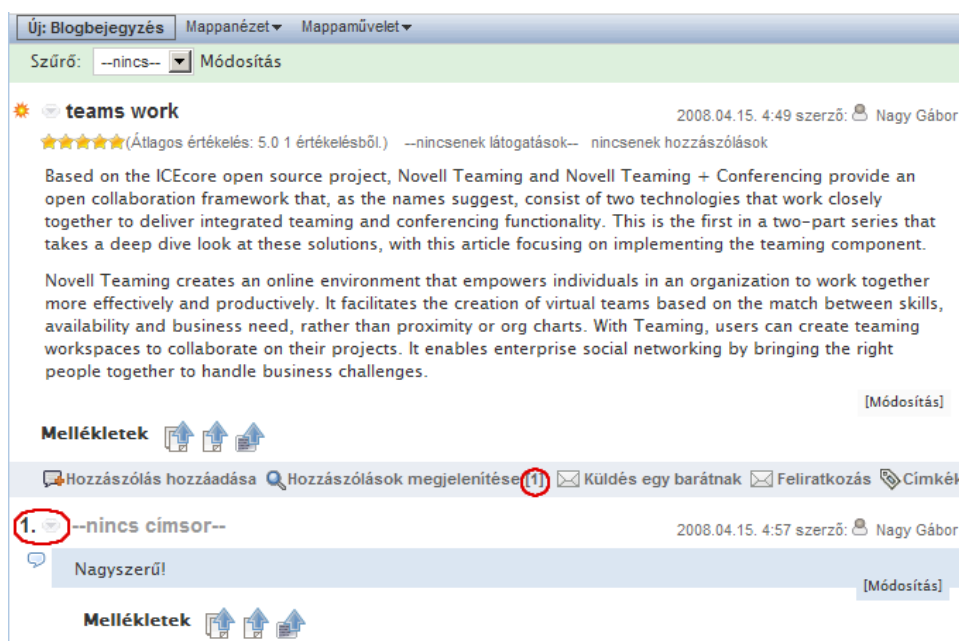 Új: Blogbejegyzés Mappanézet Mappaművelet
Szűrő: --nincs-- Módosítás
teams work 2008.04.15. 4:49 szerző: Nagy Gábor
(Átlagos értékelés: 5.0 1 értékelésből.) --nincsenek látogatások-- nincsenek hozzászólások
Based on the ICEcore open source project, Novell Teaming and Novell Teaming + Conferencing provide an
open collaboration framework that, as the names suggest, consist of two technologies that work closely
together to deliver integrated teaming and conferencing functionality. This is the first in a two-part series that
takes a deep dive look at these solutions, with this article focusing on implementing the teaming component.
Novell Teaming creates an online environment that empowers individuals in an organization to work together
more effectively and productively. It facilitates the creation of virtual teams based on the match between skills,
availability and business need, rather than proximity or org charts. With Teaming, users can create teaming
workspaces to collaborate on their projects. It enables enterprise social networking by bringing the right
people together to handle business challenges.
[Módosítás]
Mellékletek
Hozzászólás hozzáadása Hozzászólások megjelenítése [1] Küldés egy barátnak Feliratkozás Címkék
1. --nincs címsor-- 2008.04.15. 4:57 szerző: Nagy Gábor
Nagyszerű!
[Módosítás]
Mellékletek